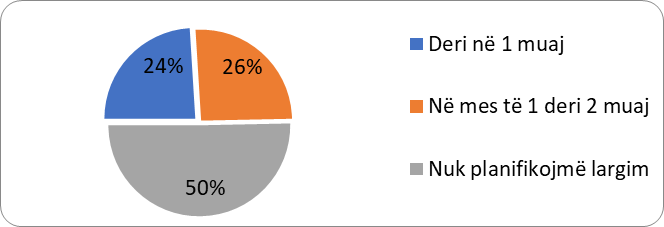 24%
26%
50%
Deri në 1 muaj
Në mes të 1 deri 2 muaj
Nuk planifikojmë largim